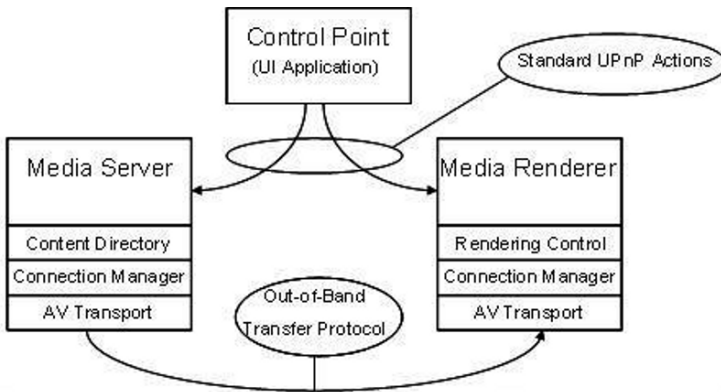 Control Point
(UI Application)
Standard UPnP Actions
Media Server
Content Directory
Connection Manager
AV Transport
Media Renderer
Rendering Control
Connection Manager
AV Transport
Out-of-Band
Transfer Protocol